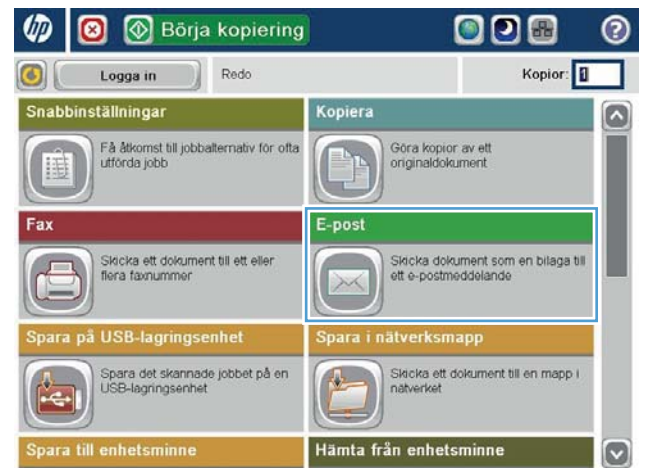 hp
Börja kopiering
?
Logga in
Redo
Kopior: 1
Snabbinställningar
Få åtkomst till jobbalternativ för ofta
utförda jobb
Kopiera
Göra kopior av ett
originaldokument
Fax
Skicka ett dokument till ett eller
flera faxnummer
E-post
Skicka dokument som en bilaga till
ett e-postmeddelande
Spara på USB-lagringsenhet
Spara det skannade jobbet på en
USB-lagringsenhet
Spara i nätverksmapp
Skicka ett dokument till en mapp i
nätverket
Spara till enhetsminne
Hämta från enhetsminne